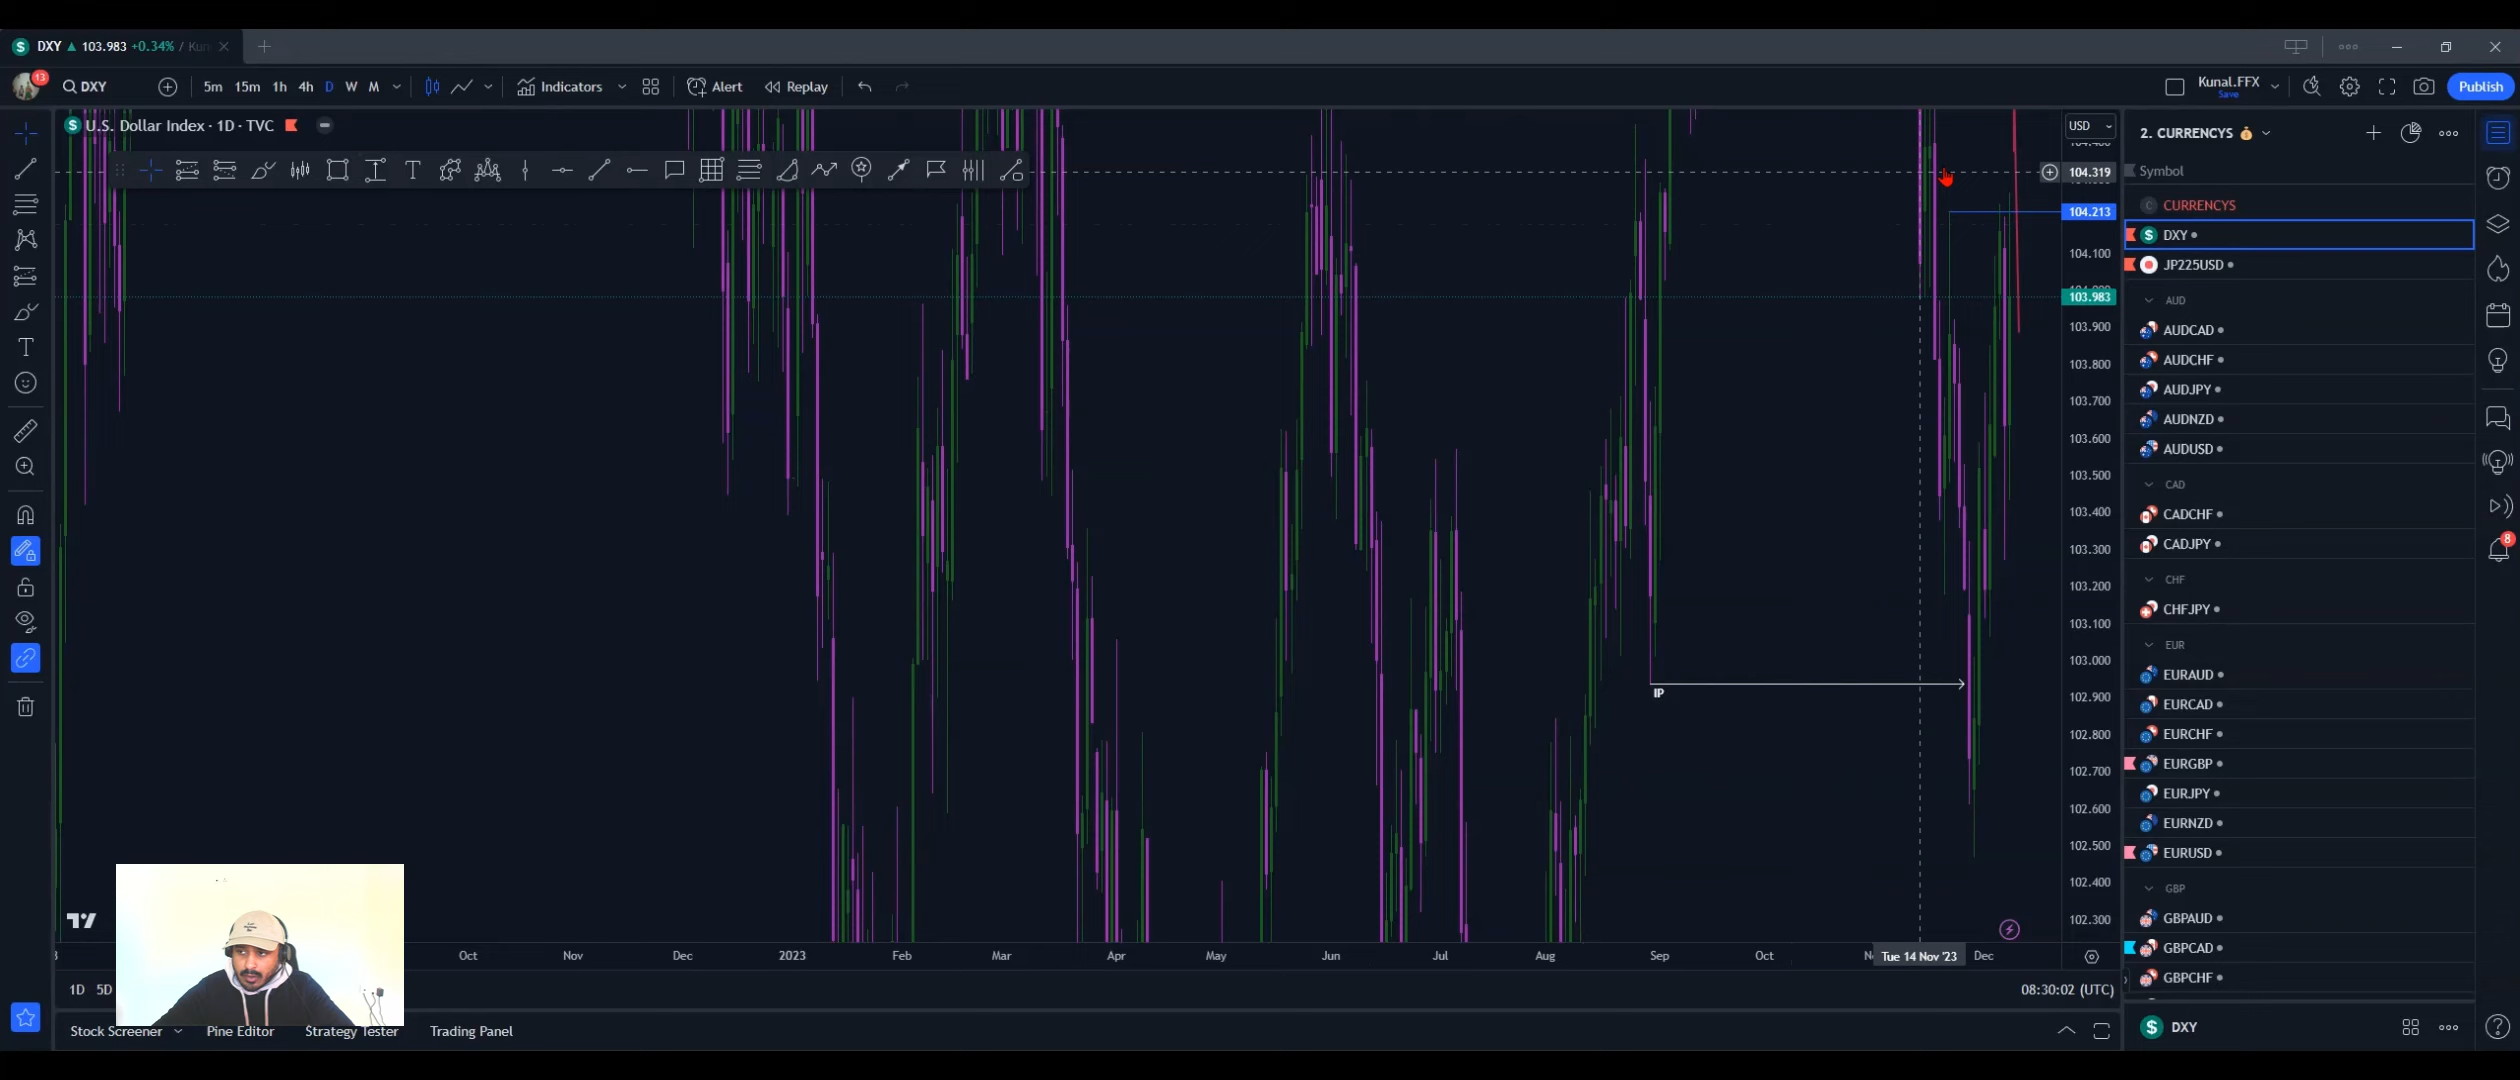 DXY ▲ 103.983 +0.34% / Kun
13
DXY
5m 15m 1h 4h D W M
Indicators
Alert
Replay
Kunal.FFX
Save
Publish
U.S. Dollar Index · 1D · TVC
USD
2. CURRENCYS
Symbol
CURRENCYS
DXY
JP225USD
AUD
AUDCAD
AUDCHF
AUDJPY
AUDNZD
AUDUSD
CAD
CADCHF
CADJPY
CHF
CHFJPY
EUR
EURAUD
EURCAD
EURCHF
EURGBP
EURJPY
EURNZD
EURUSD
GBP
GBPAUD
GBPCAD
GBPCHF
DXY
8
104.319
104.213
104.100
103.983
103.900
103.800
103.700
103.600
103.500
103.400
103.300
103.200
103.100
103.000
102.900
102.800
102.700
102.600
102.500
102.400
102.300
IP
Oct Nov Dec 2023 Feb Mar Apr May Jun Jul Aug Sep Oct Tue 14 Nov '23 Dec
1D 5D
08:30:02 (UTC)
Stock Screener Pine Editor Strategy Tester Trading Panel